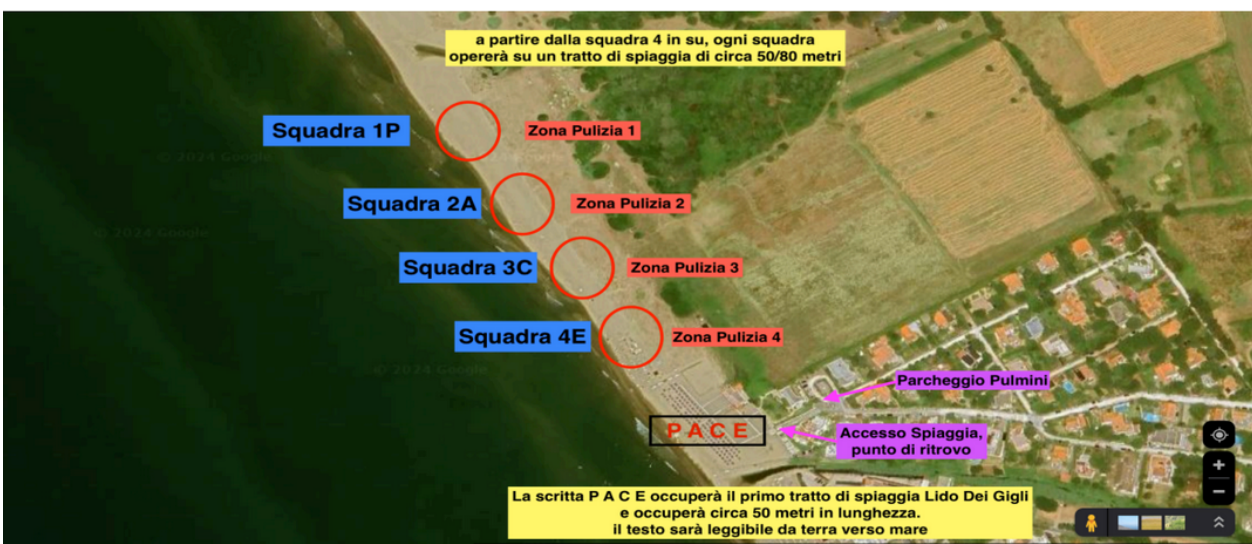 a partire dalla squadra 4 in su, ogni squadra
opererà su un tratto di spiaggia di circa 50/80 metri
Squadra 1P
Zona Pulizia 1
© 2024 Google
Squadra 2A
Zona Pulizia 2
© 2024 Google
Squadra 3C
Zona Pulizia 3
Squadra 4E
Zona Pulizia 4
© 2024 Google
Parcheggio Pulmini
P A C E
Accesso Spiaggia,
punto di ritrovo
La scritta P A C E occuperà il primo tratto di spiaggia Lido Dei Gigli
e occuperà circa 50 metri in lunghezza.
il testo sarà leggibile da terra verso mare